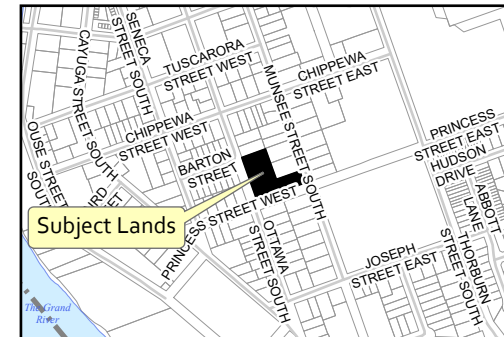 SENECA
STREET SOUTH
CAYUGA STREET SOUTH
TUSCARORA
STREET WEST
MUNSEE STREET SOUTH
CHIPPEWA
STREET EAST
CHIPPEWA
STREET WEST
OUSE STREET
SOUTH
BARTON
STREET
PRINCESS
STREET EAST
HUDSON
DRIVE
PRINCESS STREET WEST
Subject Lands
OTTAWA
STREET SOUTH
JOSEPH
STREET EAST
ABBOTT
LANE
THORBURN
STREET SOUTH
The Grand
River